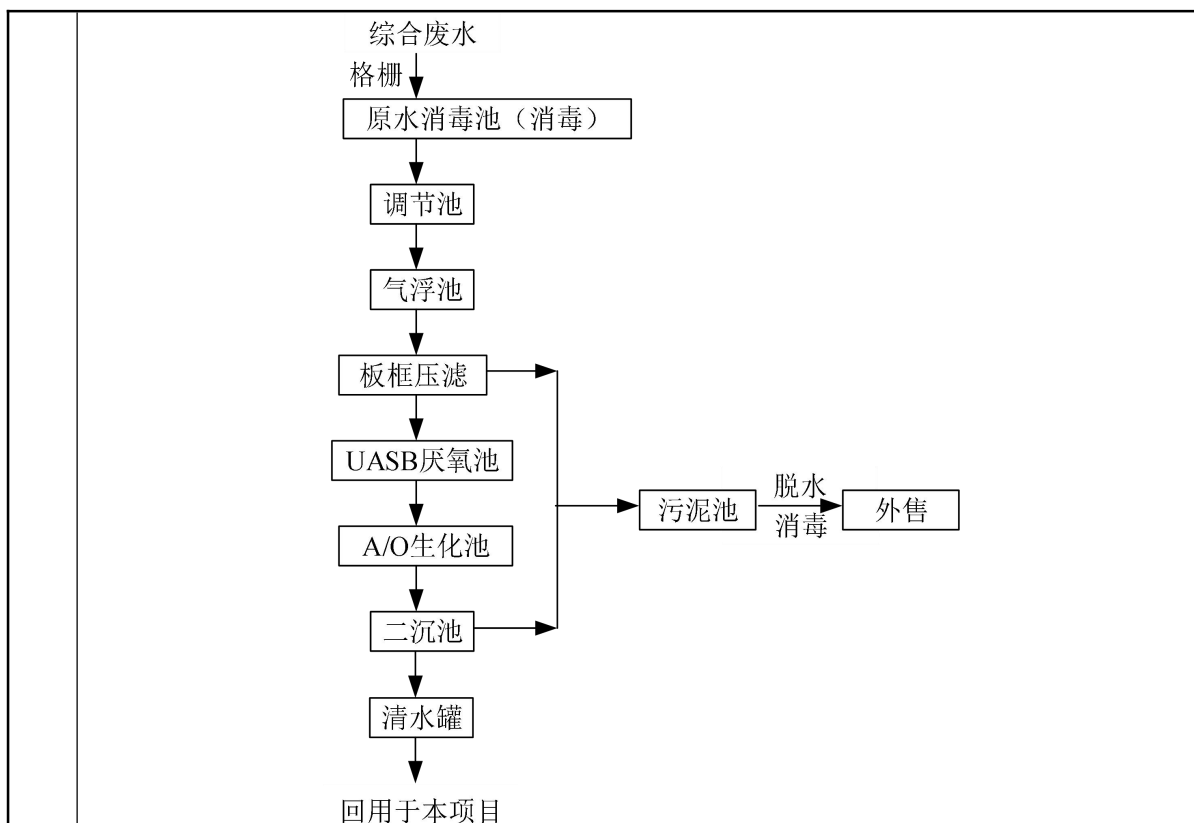 综合废水
格栅
原水消毒池（消毒）
调节池
气浮池
板框压滤
UASB厌氧池
A/O生化池
二沉池
清水罐
回用于本项目
污泥池
脱水
消毒
外售